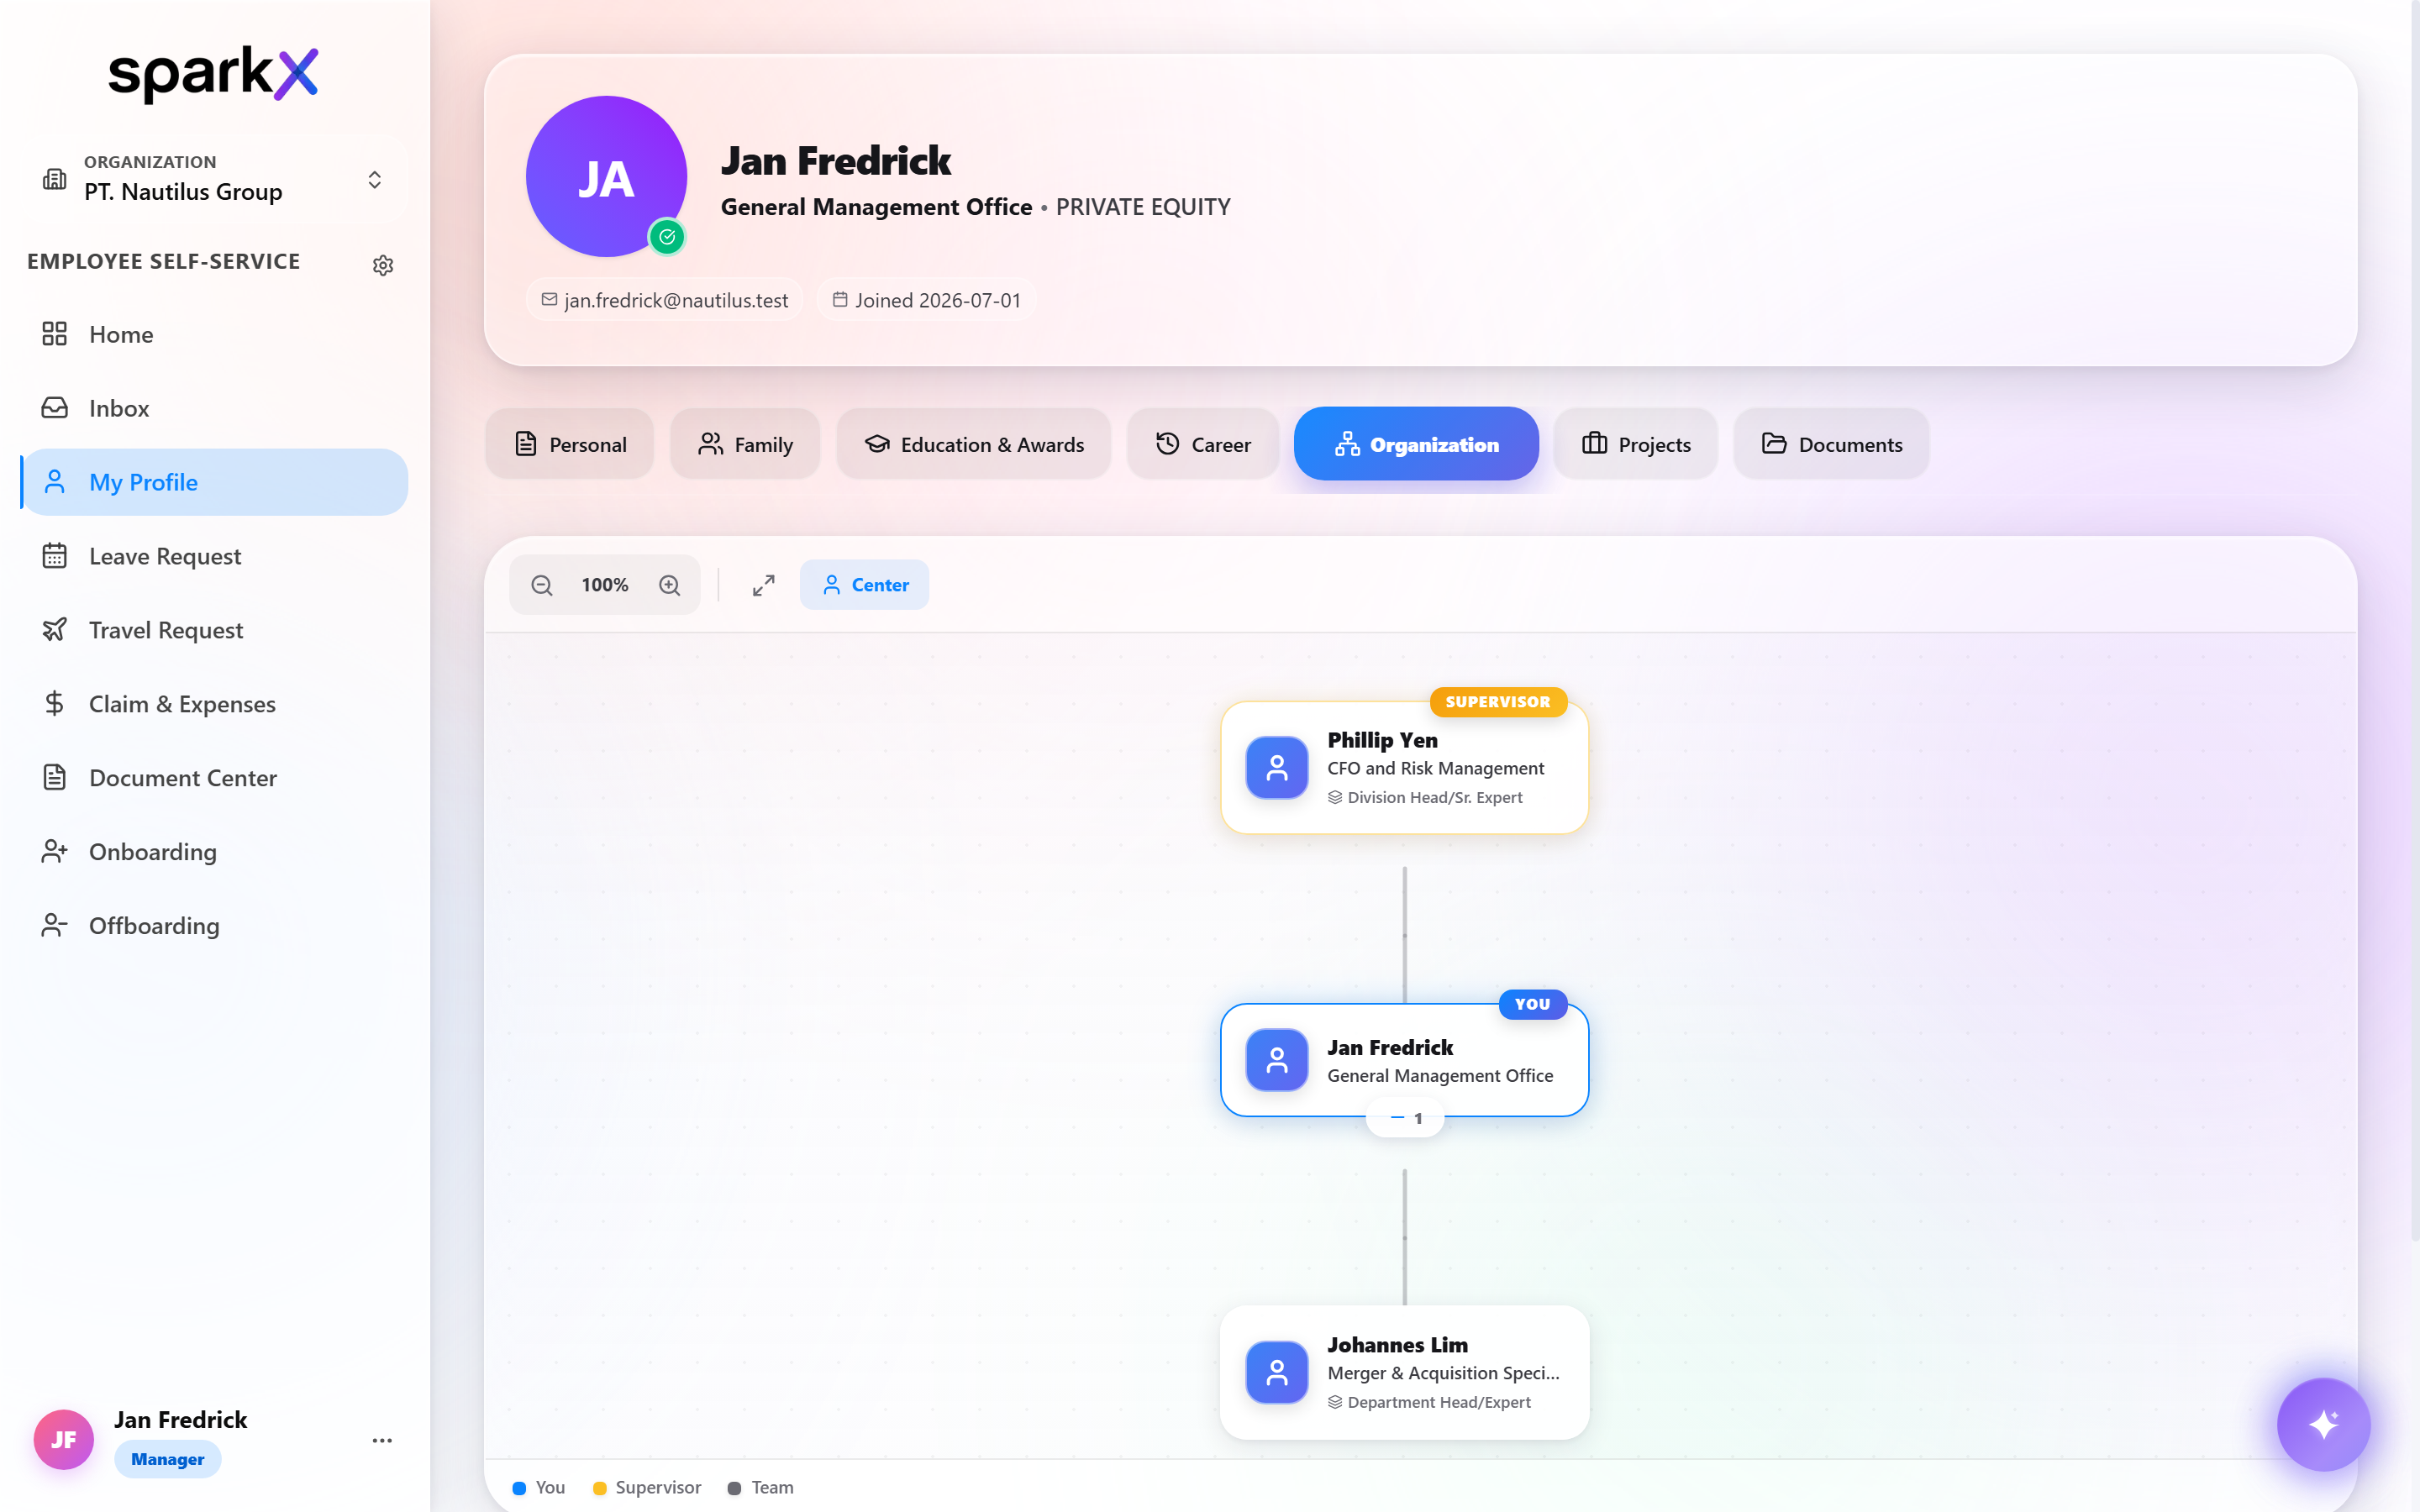 sparkX
ORGANIZATION
PT. Nautilus Group
EMPLOYEE SELF-SERVICE
Home
Inbox
My Profile
Leave Request
Travel Request
Claim & Expenses
Document Center
Onboarding
Offboarding
JF
Jan Fredrick
Manager
JA
Jan Fredrick
General Management Office • PRIVATE EQUITY
jan.fredrick@nautilus.test
Joined 2026-07-01
Personal
Family
Education & Awards
Career
Organization
Projects
Documents
100%
Center
SUPERVISOR
Phillip Yen
CFO and Risk Management
Division Head/Sr. Expert
YOU
Jan Fredrick
General Management Office
1
Johannes Lim
Merger & Acquisition Speci...
Department Head/Expert
You
Supervisor
Team